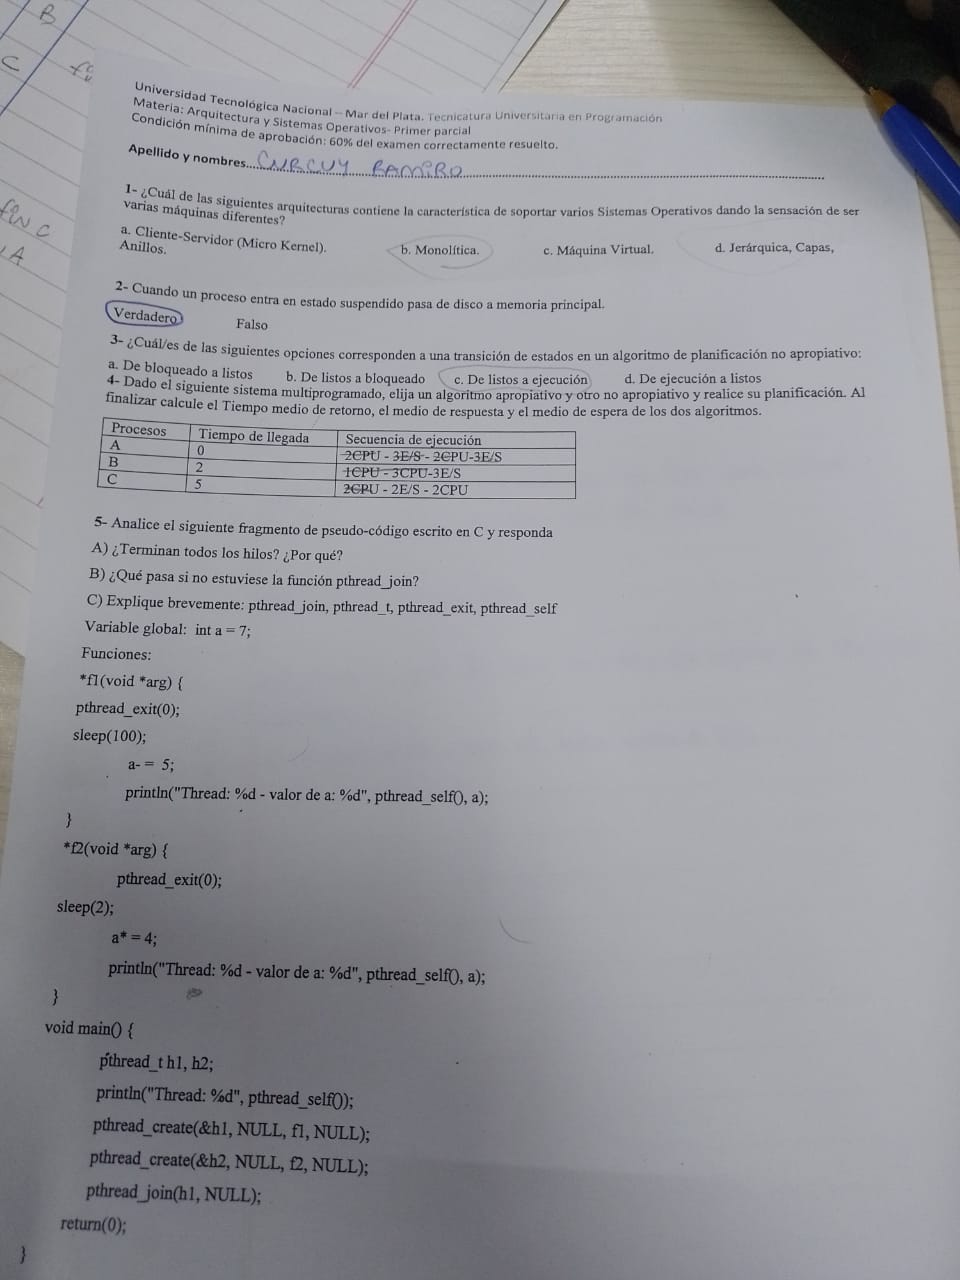 B
C
Universidad Tecnológica Nacional – Mar del Plata. Tecnicatura Universitaria en Programación
Materia: Arquitectura y Sistemas Operativos- Primer parcial
Condición mínima de aprobación: 60% del examen correctamente resuelto.
Apellido y nombres.... RAMIRO
1- ¿Cuál de las siguientes arquitecturas contiene la característica de soportar varios Sistemas Operativos dando la sensación de ser
varias máquinas diferentes?
a. Cliente-Servidor (Micro Kernel). b. Monolítica. c. Máquina Virtual. d. Jerárquica, Capas,
Anillos.
2- Cuando un proceso entra en estado suspendido pasa de disco a memoria principal.
Verdadero Falso
3- ¿Cuál/es de las siguientes opciones corresponden a una transición de estados en un algoritmo de planificación no apropiativo:
a. De bloqueado a listos b. De listos a bloqueado c. De listos a ejecución d. De ejecución a listos
4- Dado el siguiente sistema multiprogramado, elija un algoritmo apropiativo y otro no apropiativo y realice su planificación. Al
finalizar calcule el Tiempo medio de retorno, el medio de respuesta y el medio de espera de los dos algoritmos.
Procesos Tiempo de llegada Secuencia de ejecución
A 0 2CPU - 3E/S - 2CPU-3E/S
B 2 1CPU - 3CPU-3E/S
C 5 2CPU - 2E/S - 2CPU
5- Analice el siguiente fragmento de pseudo-código escrito en C y responda
A) ¿Terminan todos los hilos? ¿Por qué?
B) ¿Qué pasa si no estuviese la función pthread_join?
C) Explique brevemente: pthread_join, pthread_t, pthread_exit, pthread_self
Variable global: int a = 7;
Funciones:
*f1(void *arg) {
pthread_exit(0);
sleep(100);
a- = 5;
println("Thread: %d - valor de a: %d", pthread_self(), a);
}
*f2(void *arg) {
pthread_exit(0);
sleep(2);
a* = 4;
println("Thread: %d - valor de a: %d", pthread_self(), a);
}
void main() {
pthread_t h1, h2;
println("Thread: %d", pthread_self());
pthread_create(&h1, NULL, f1, NULL);
pthread_create(&h2, NULL, f2, NULL);
pthread_join(h1, NULL);
return(0);
}